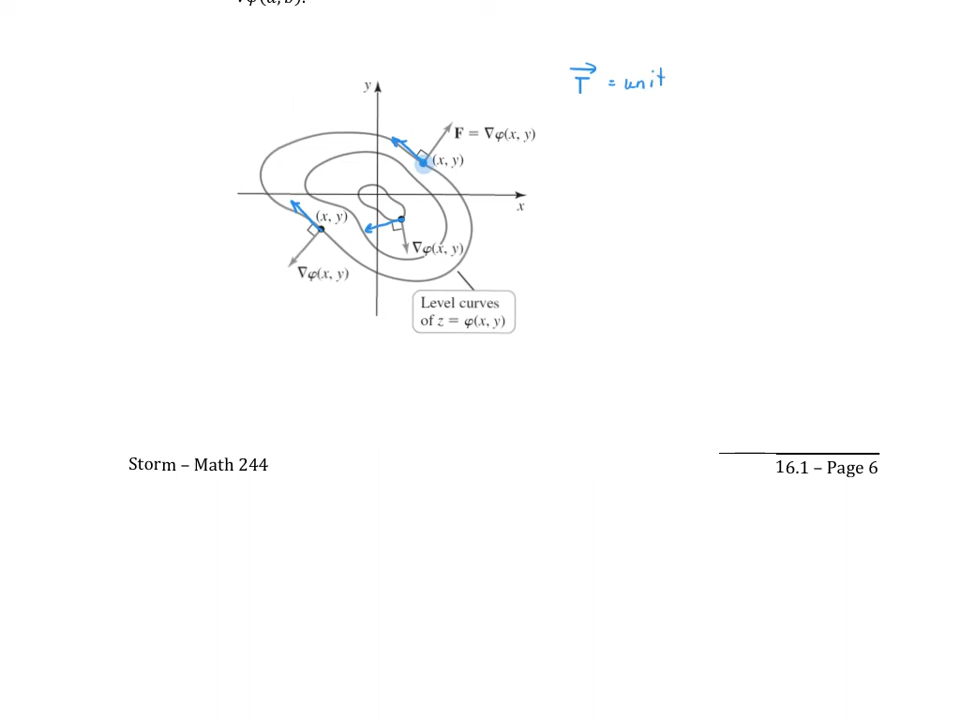 ∇φ(a, b).
y
T⃗ = unit
F = ∇φ(x, y)
(x, y)
x
(x, y)
∇φ(x, y)
∇φ(x, y)
Level curves
of z = φ(x, y)
Storm – Math 244
16.1 – Page 6